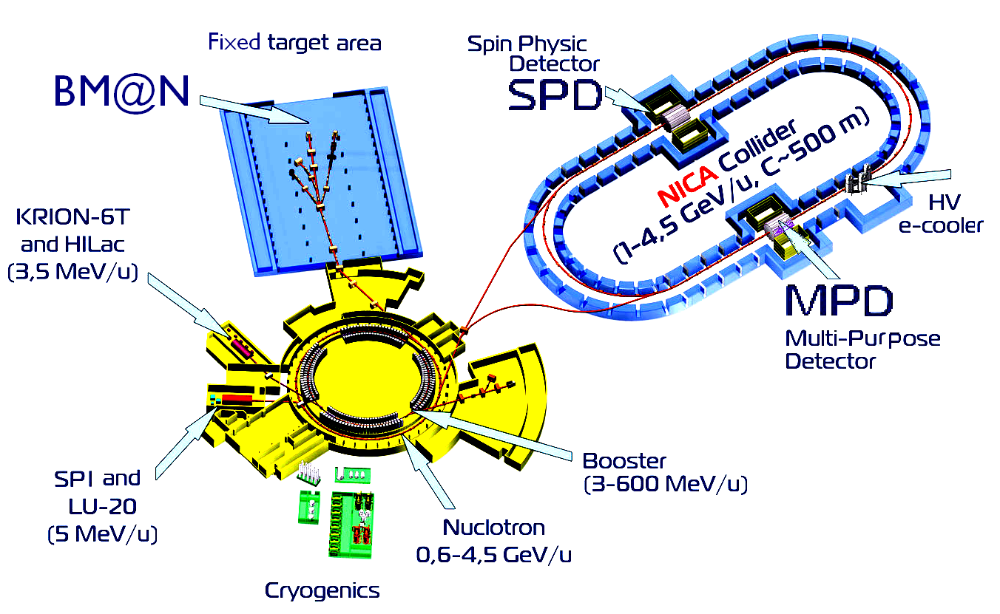 Fixed target area
BM@N
Spin Physic
Detector
SPD
NICA Collider
(1-4,5 GeV/u, C~500 m)
HV
e-cooler
MPD
Multi-Purpose
Detector
KRION-6T
and HILac
(3,5 MeV/u)
SPI and
LU-20
(5 MeV/u)
Booster
(3-600 MeV/u)
Nuclotron
0,6-4,5 GeV/u
Cryogenics